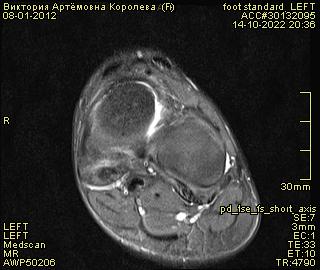 Виктория Артёмовна Королева (F)
08-01-2012
foot standard LEFT
ACC#30132095
14-10-2022 20:36
R
30mm
pd_tse_fs_short_axis
SE:7
3mm
EC:1
TE:33
ET:10
TR:4790
LEFT
LEFT
Medscan
MR
AWP50206